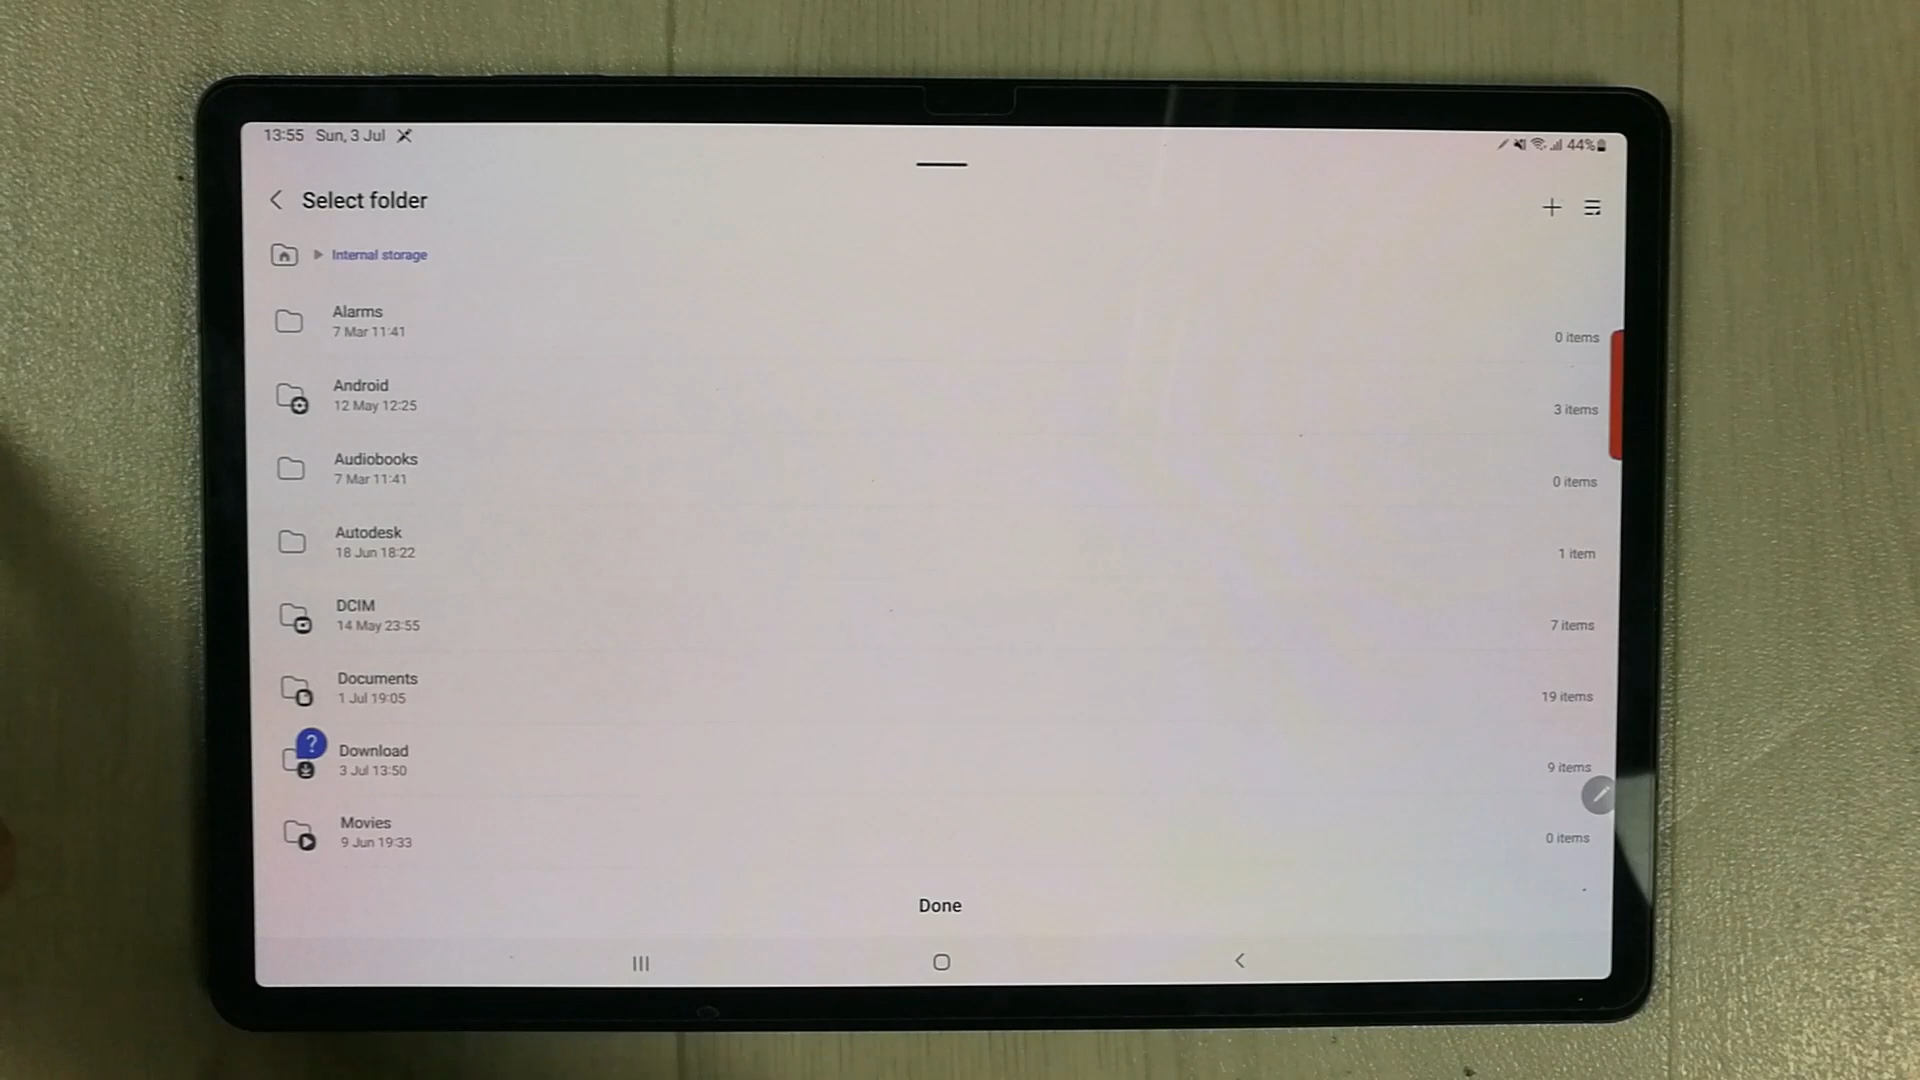 13:55 Sun, 3 Jul
44%
Select folder
Internal storage
Alarms
7 Mar 11:41
0 items
Android
12 May 12:25
3 items
Audiobooks
7 Mar 11:41
0 items
Autodesk
18 Jun 18:22
1 item
DCIM
14 May 23:55
7 items
Documents
1 Jul 19:05
19 items
?
Download
3 Jul 13:50
9 items
Movies
9 Jun 19:33
0 items
Done